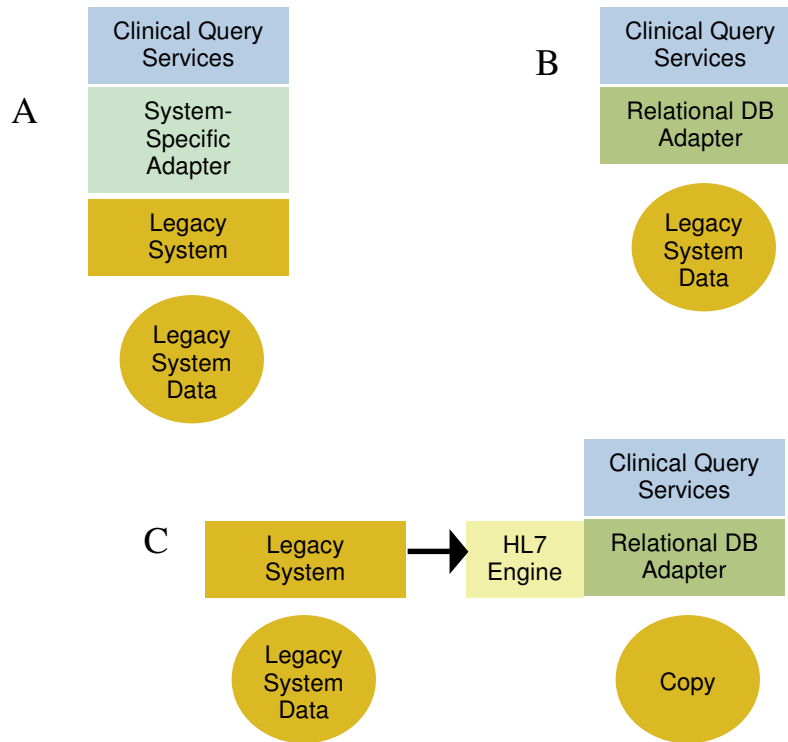 A
Clinical Query
Services
System-
Specific
Adapter
Legacy
System
Legacy
System
Data
B
Clinical Query
Services
Relational DB
Adapter
Legacy
System
Data
C
Legacy
System
Legacy
System
Data
HL7
Engine
Clinical Query
Services
Relational DB
Adapter
Copy